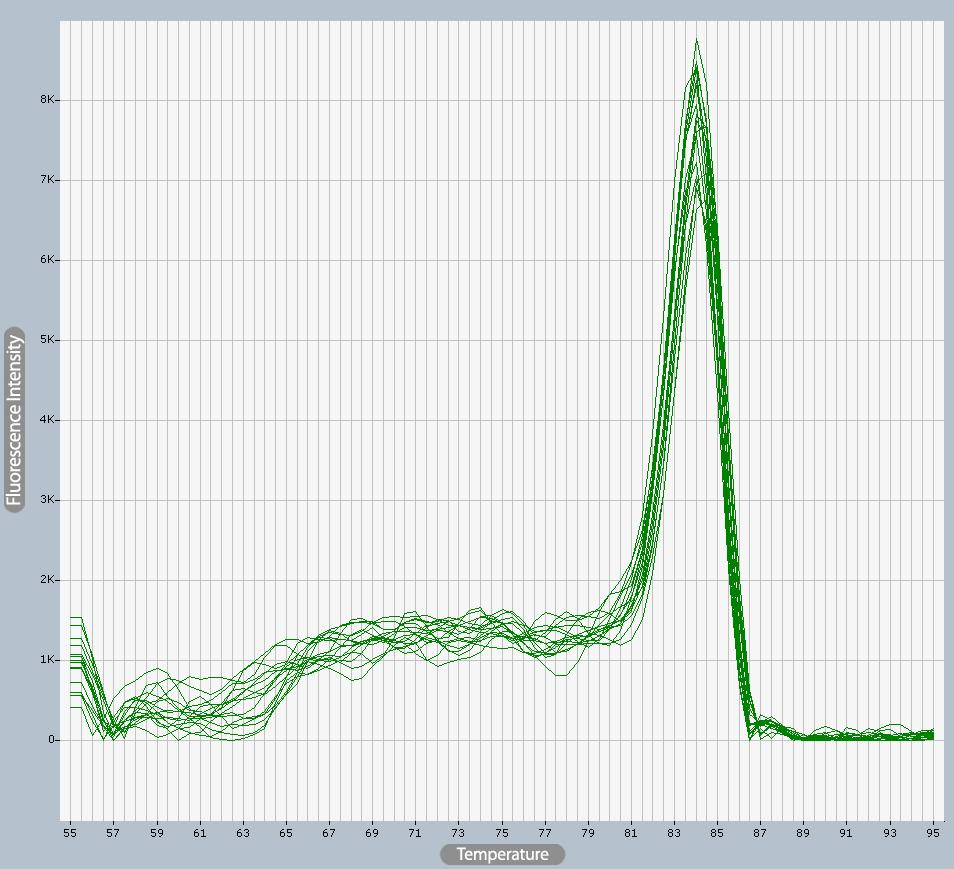 8K
7K
6K
5K
4K
3K
2K
1K
0
Fluorescence Intensity
55 57 59 61 63 65 67 69 71 73 75 77 79 81 83 85 87 89 91 93 95
Temperature